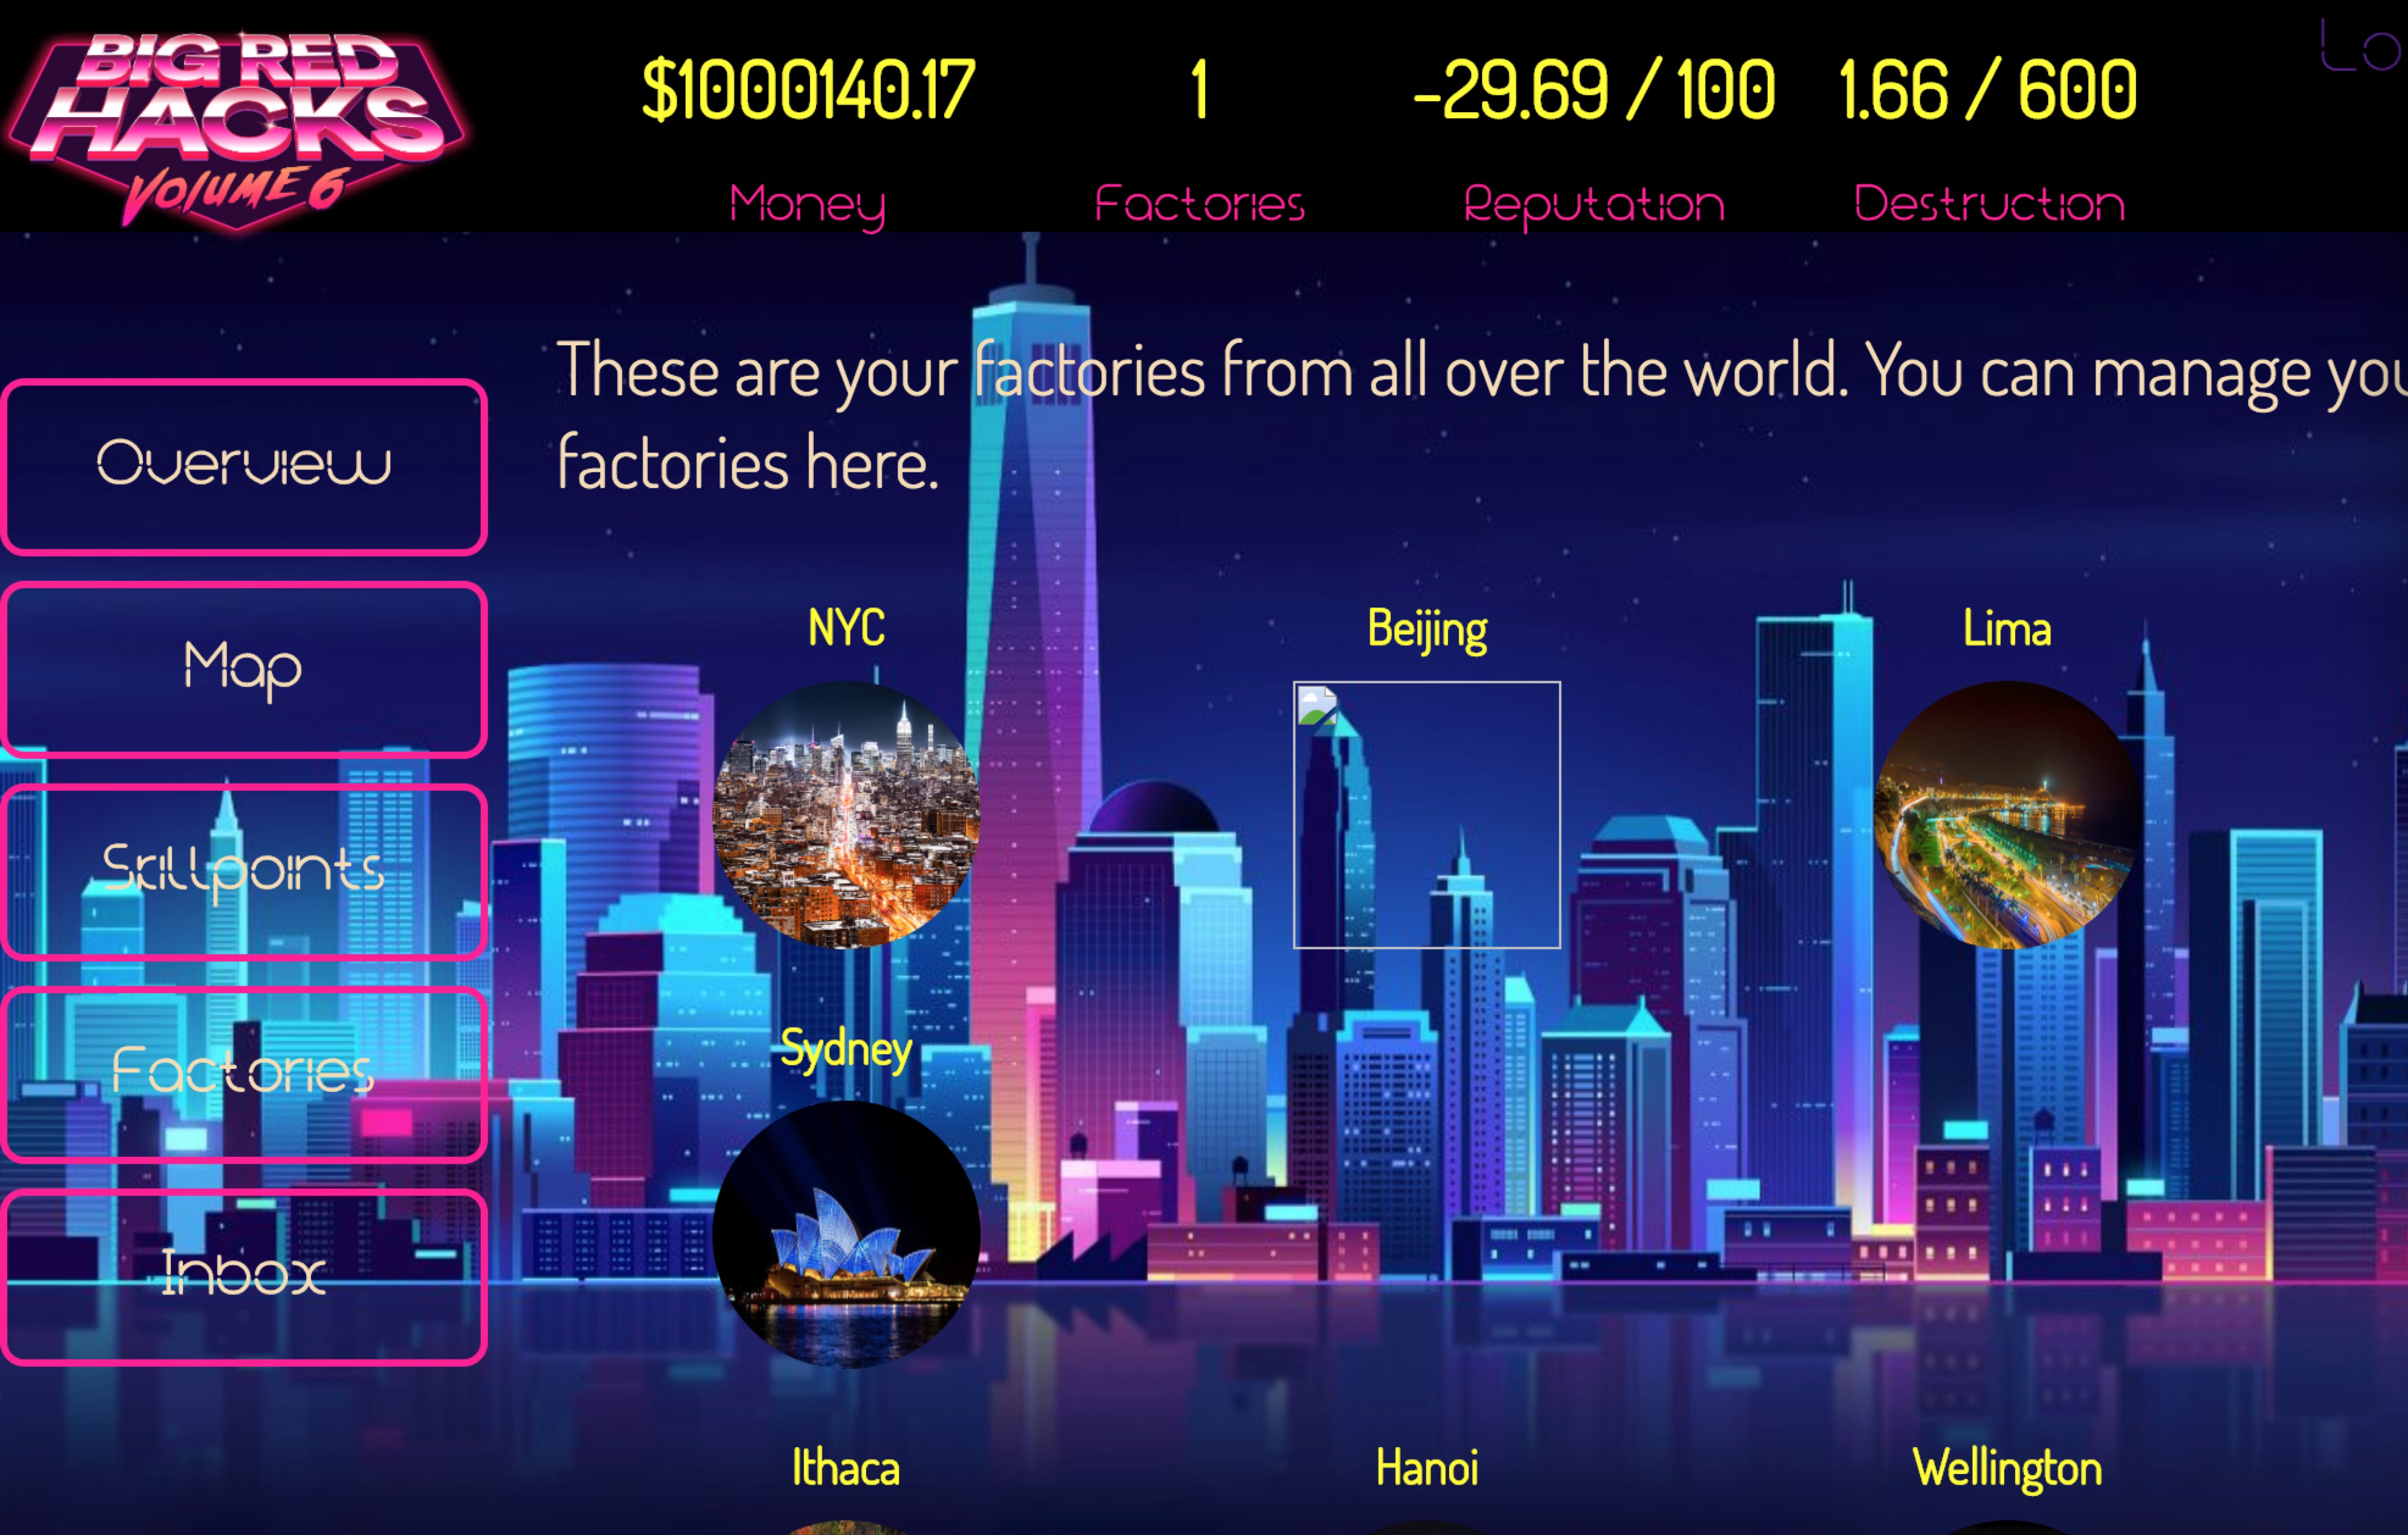 BIG RED
HACKS
VOLUME 6
$1000140.17
1
-29.69 / 100
1.66 / 600
Lo
Money
Factories
Reputation
Destruction
These are your factories from all over the world. You can manage you
factories here.
Overview
Map
Skillpoints
Factories
Inbox
NYC
Beijing
Lima
Sydney
Ithaca
Hanoi
Wellington